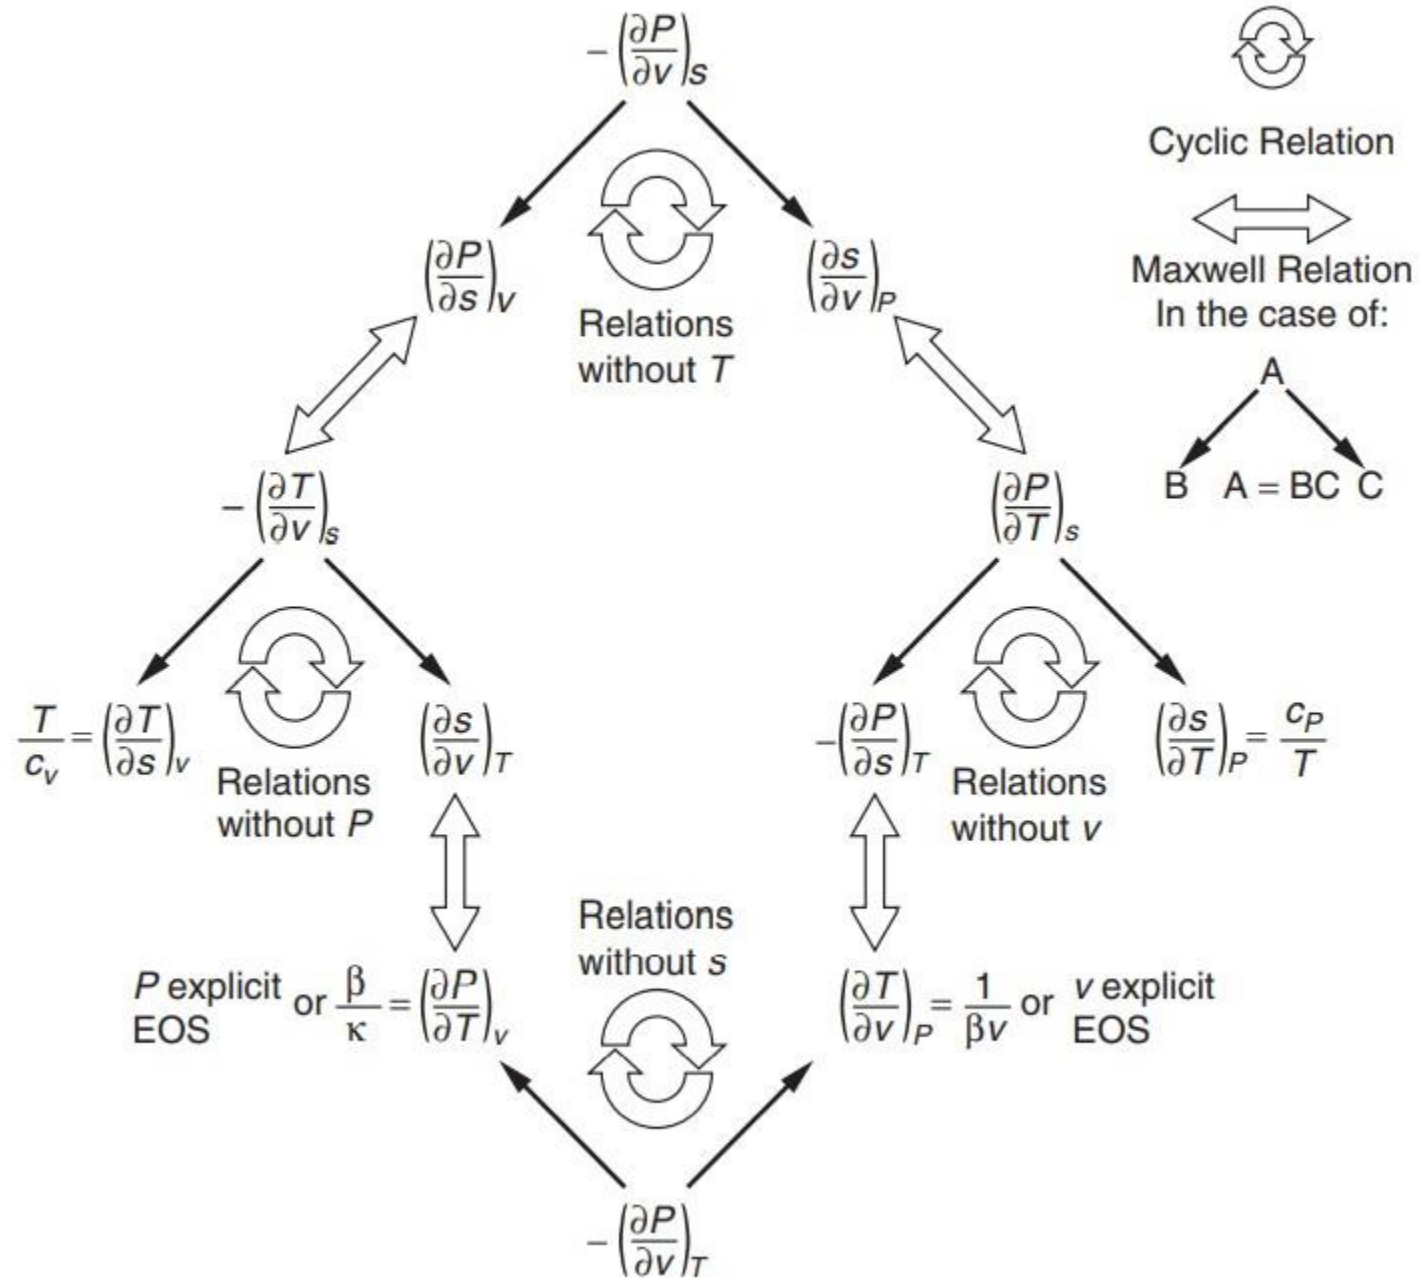 − (∂P/∂v)_S
Cyclic Relation
(∂P/∂s)_V
(∂s/∂v)_P
Relations
without T
Maxwell Relation
In the case of:
A
B A = BC C
− (∂T/∂v)_s
(∂P/∂T)_s
T/c_v = (∂T/∂s)_v
(∂s/∂v)_T
-(∂P/∂s)_T
(∂s/∂T)_P = c_P/T
Relations
without P
Relations
without v
Relations
without s
P explicit
EOS
or β/κ = (∂P/∂T)_v
(∂T/∂v)_P = 1/βv or
v explicit
EOS
− (∂P/∂v)_T